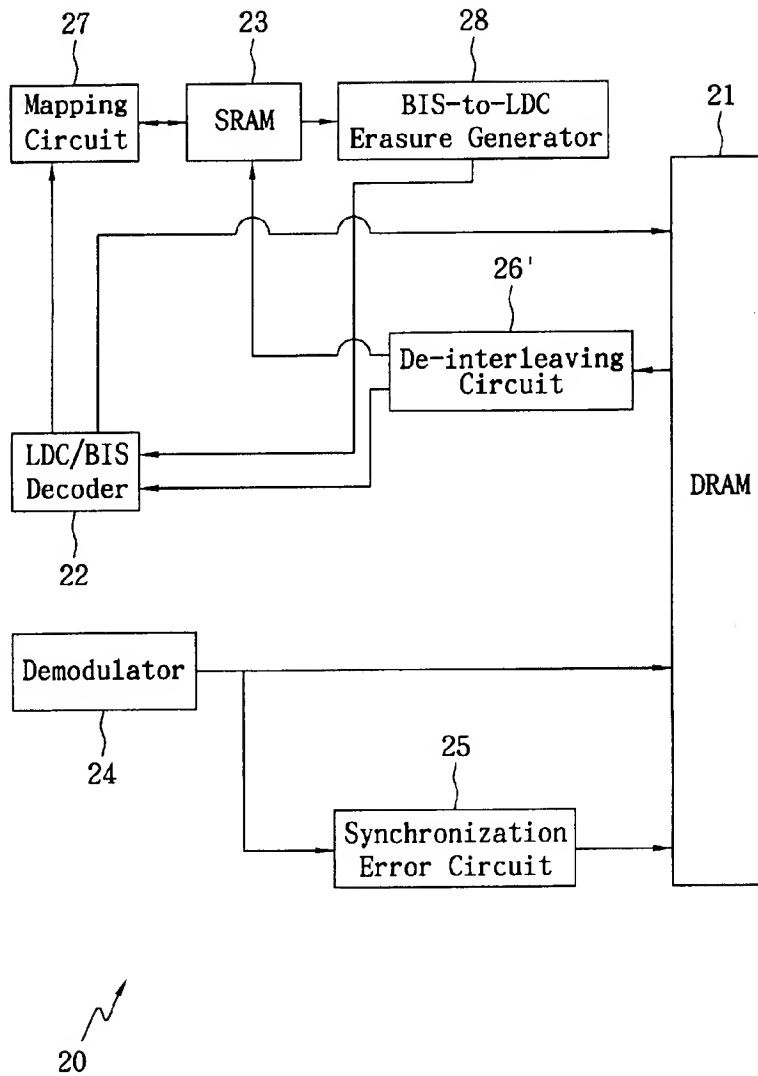 27
23
28
Mapping
Circuit
SRAM
BIS-to-LDC
Erasure Generator
21
26'
De-interleaving
Circuit
LDC/BIS
Decoder
DRAM
22
Demodulator
24
25
Synchronization
Error Circuit
20